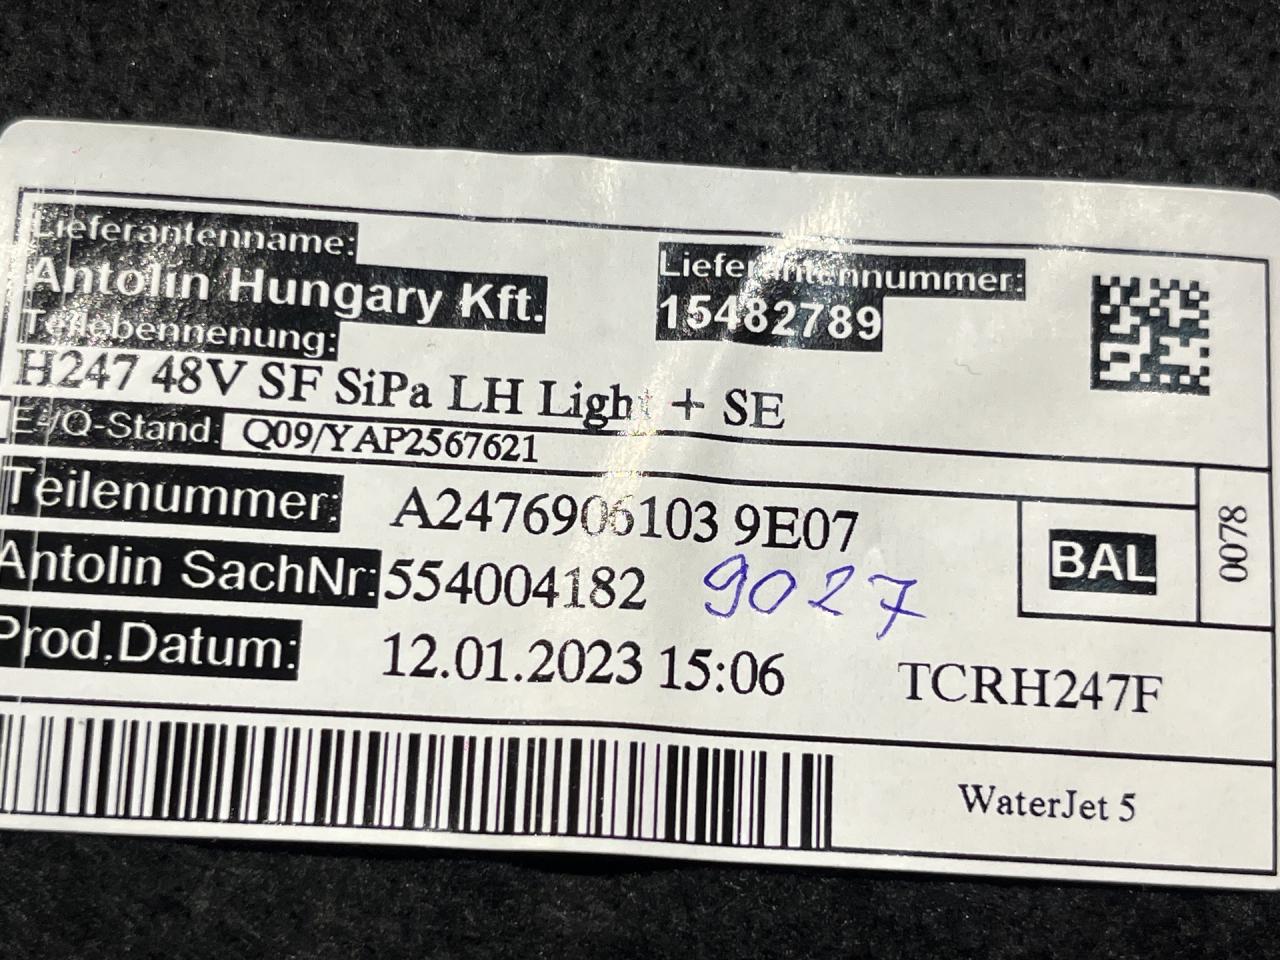 Lieferantenname:
Antolin Hungary Kft.
Lieferantennummer:
15482789
Teilebennenung:
H247 48V SF SiPa LH Light + SE
E-/Q-Stand: Q09/YAP2567621
Teilenummer: A2476906103 9E07
BAL
0078
Antolin SachNr: 554004182 9027
Prod.Datum: 12.01.2023 15:06
TCRH247F
WaterJet 5